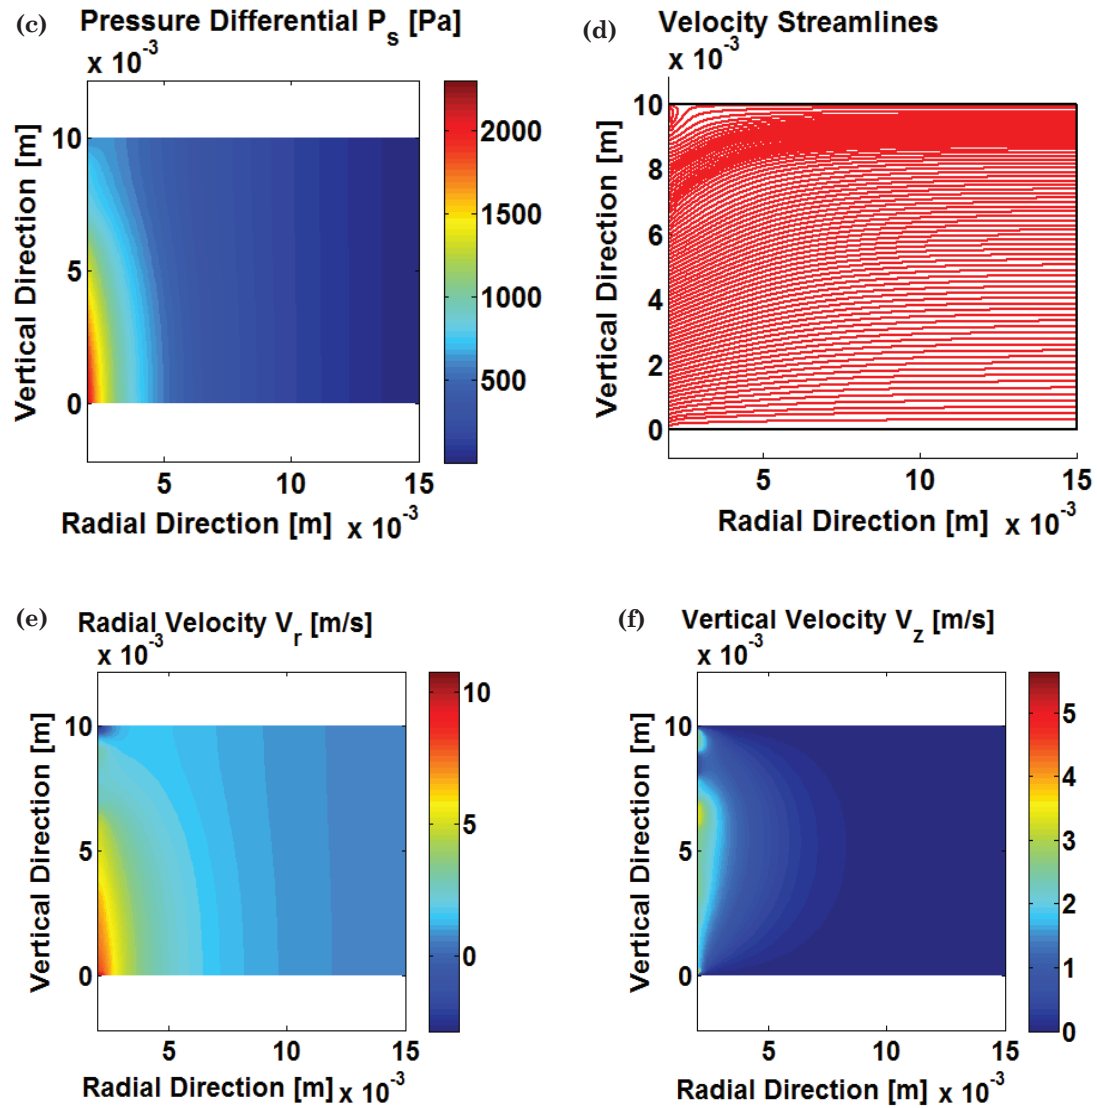 (c) Pressure Differential P_s [Pa]
x 10^-3
Vertical Direction [m]
10
5
0
5 10 15
Radial Direction [m] x 10^-3
2000
1500
1000
500
(d) Velocity Streamlines
x 10^-3
Vertical Direction [m]
10
8
6
4
2
0
5 10 15
Radial Direction [m] x 10^-3
(e) Radial Velocity V_r [m/s]
x 10^-3
Vertical Direction [m]
10
5
0
5 10 15
Radial Direction [m] x 10^-3
10
5
0
(f) Vertical Velocity V_z [m/s]
x 10^-3
Vertical Direction [m]
10
5
0
5 10 15
Radial Direction [m] x 10^-3
5
4
3
2
1
0